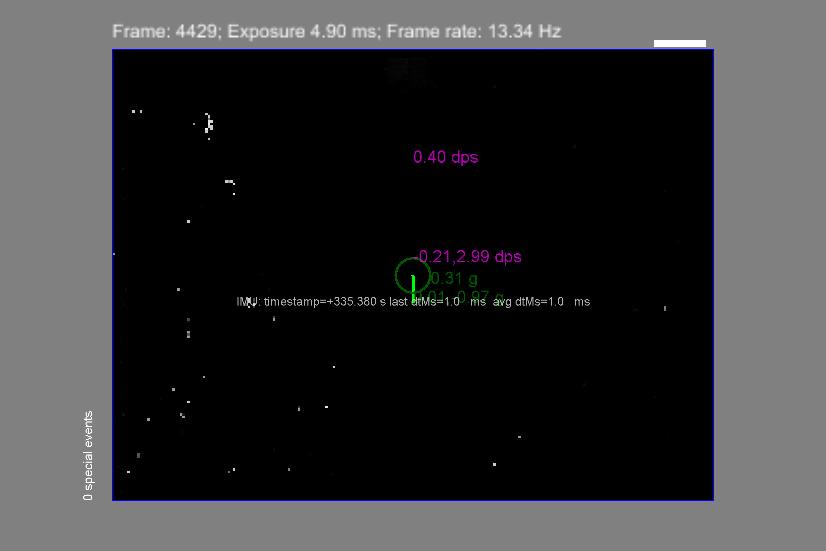 Frame: 4429; Exposure 4.90 ms; Frame rate: 13.34 Hz
0.40 dps
-0.21,2.99 dps
0.31 g
0.97 g
IMU: timestamp=+335.380 s last dtMs=1.0 ms avg dtMs=1.0 ms
0 special events